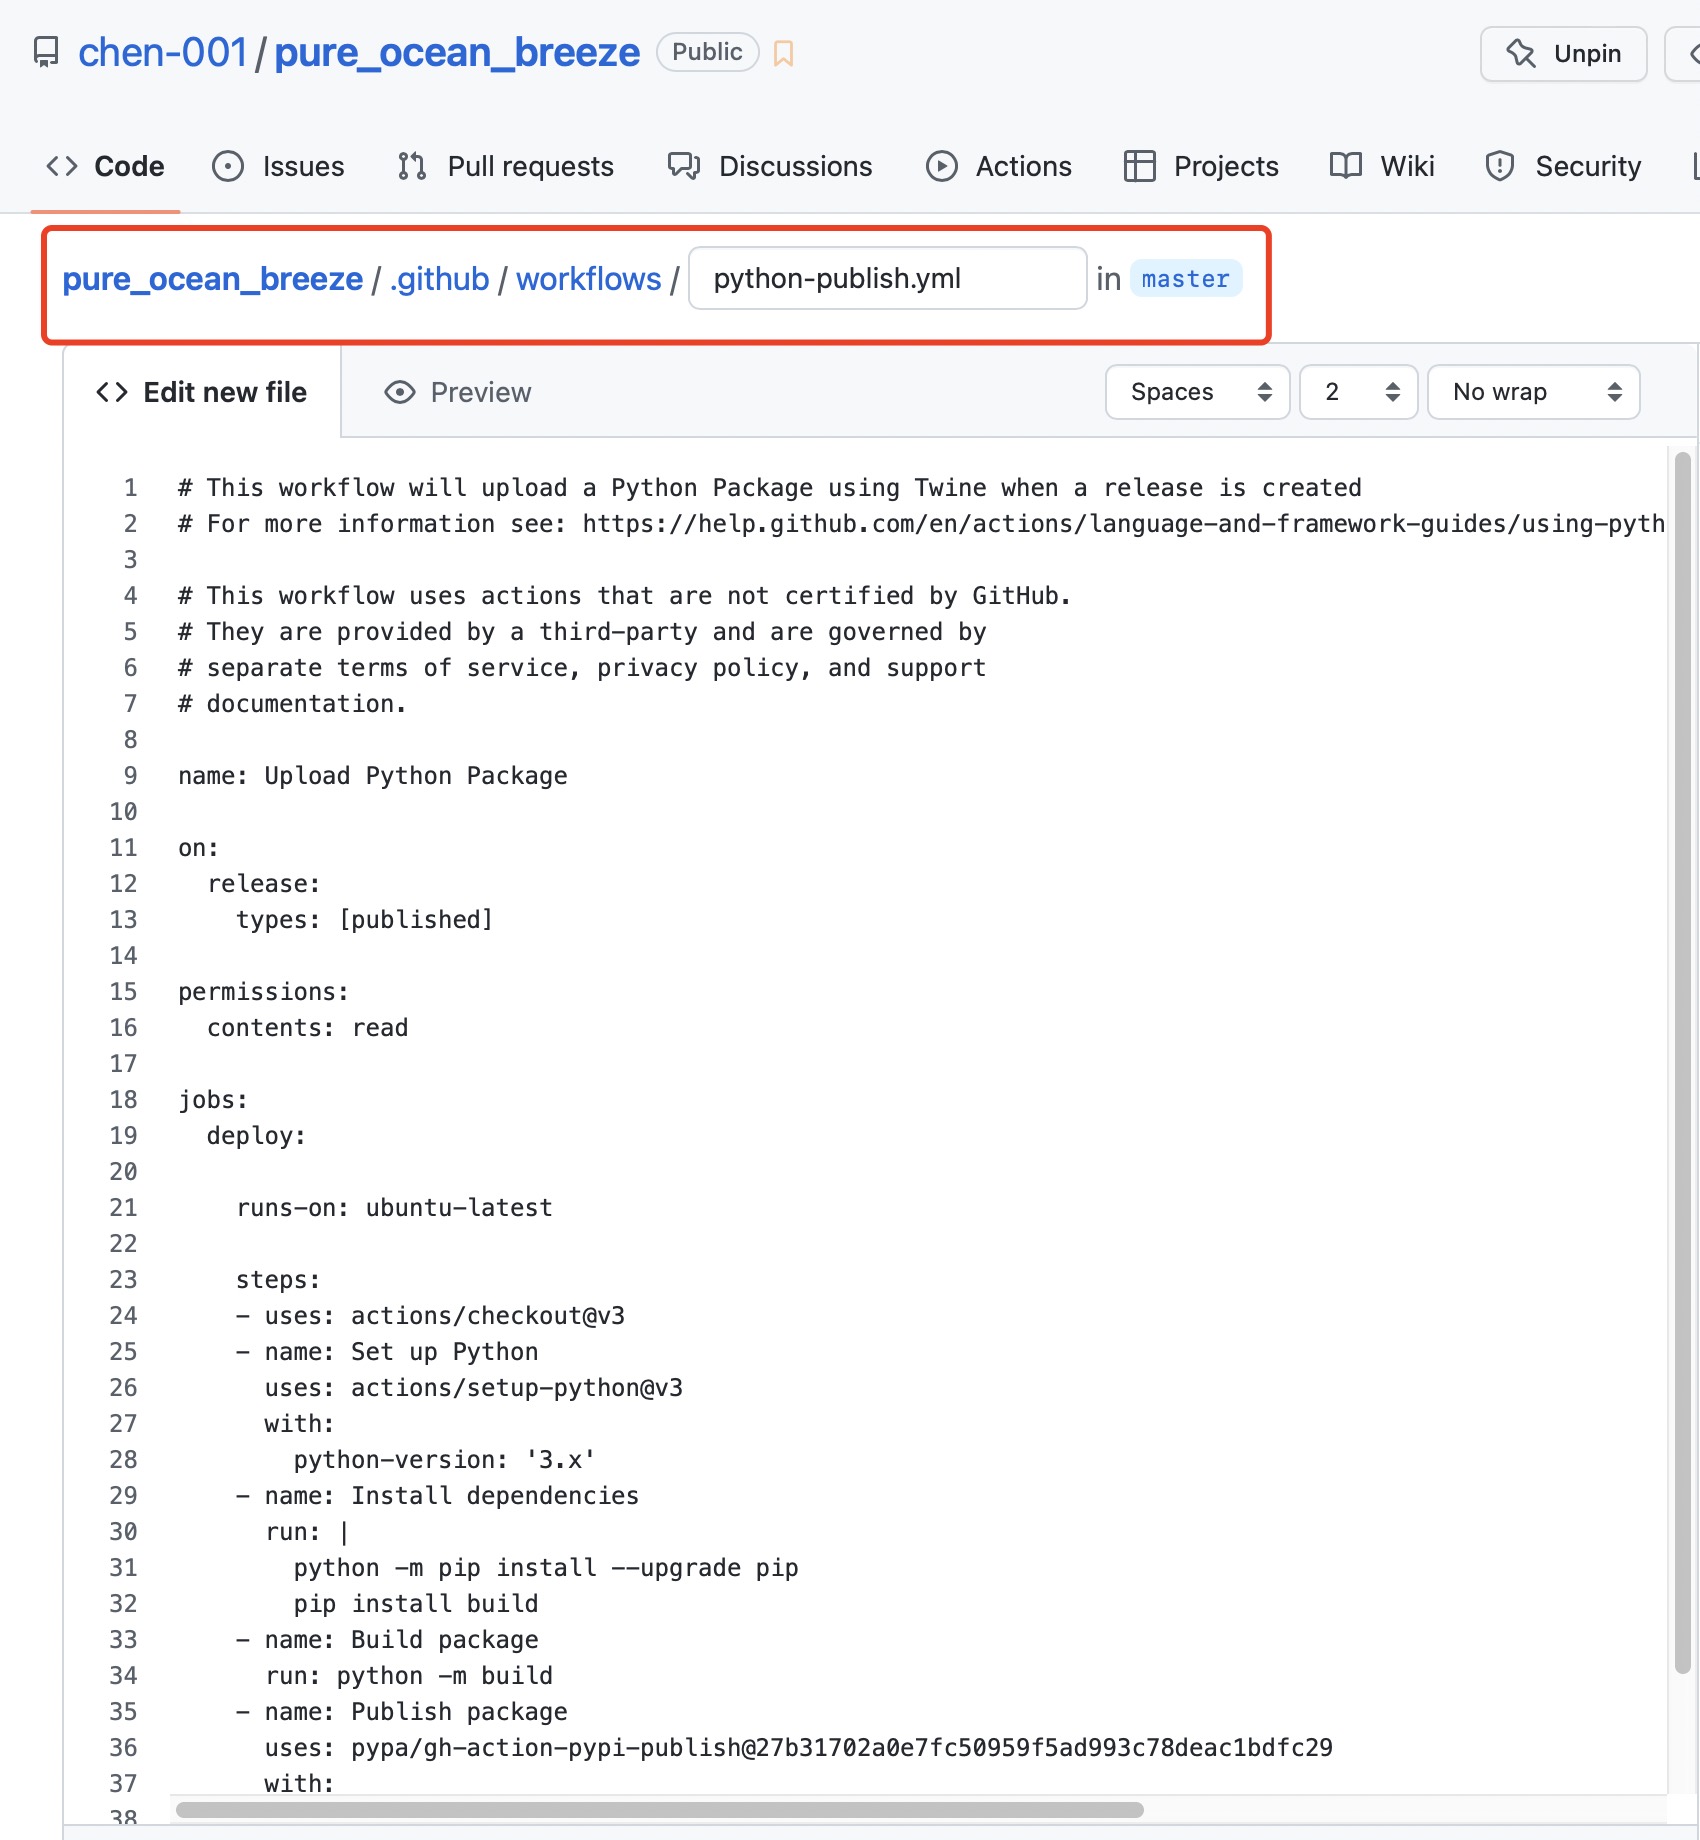 chen-001/pure_ocean_breeze Public Unpin
Code Issues Pull requests Discussions Actions Projects Wiki Security
pure_ocean_breeze / .github / workflows / python-publish.yml in master
Edit new file Preview Spaces 2 No wrap
1 # This workflow will upload a Python Package using Twine when a release is created
2 # For more information see: https://help.github.com/en/actions/language-and-framework-guides/using-pyth
3
4 # This workflow uses actions that are not certified by GitHub.
5 # They are provided by a third-party and are governed by
6 # separate terms of service, privacy policy, and support
7 # documentation.
8
9 name: Upload Python Package
10
11 on:
12   release:
13     types: [published]
14
15 permissions:
16   contents: read
17
18 jobs:
19   deploy:
20
21     runs-on: ubuntu-latest
22
23     steps:
24     - uses: actions/checkout@v3
25     - name: Set up Python
26       uses: actions/setup-python@v3
27       with:
28         python-version: '3.x'
29     - name: Install dependencies
30       run: |
31         python -m pip install --upgrade pip
32         pip install build
33     - name: Build package
34       run: python -m build
35     - name: Publish package
36       uses: pypa/gh-action-pypi-publish@27b31702a0e7fc50959f5ad993c78deac1bdfc29
37       with:
38